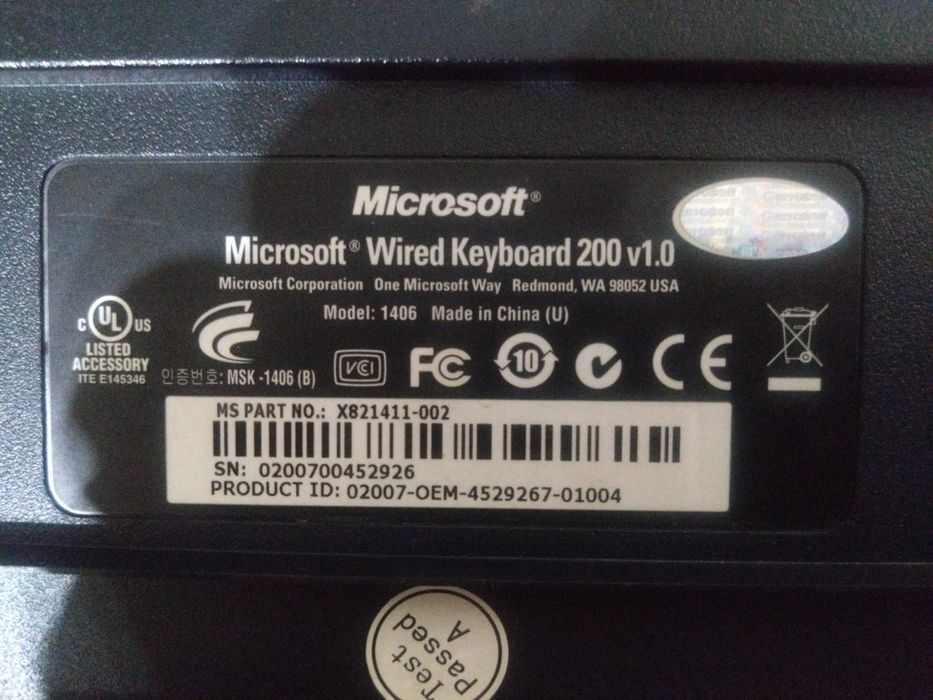 Microsoft®
Microsoft® Wired Keyboard 200 v1.0
Microsoft Corporation One Microsoft Way Redmond, WA 98052 USA
Model: 1406 Made in China (U)
C UL US
LISTED
ACCESSORY
ITE E145346
인증번호: MSK-1406 (B)
VCI
FC
10
CE
MS PART NO.: X821411-002
SN: 0200700452926
PRODUCT ID: 02007-OEM-4529267-01004
Genuine
Test
Passed
A